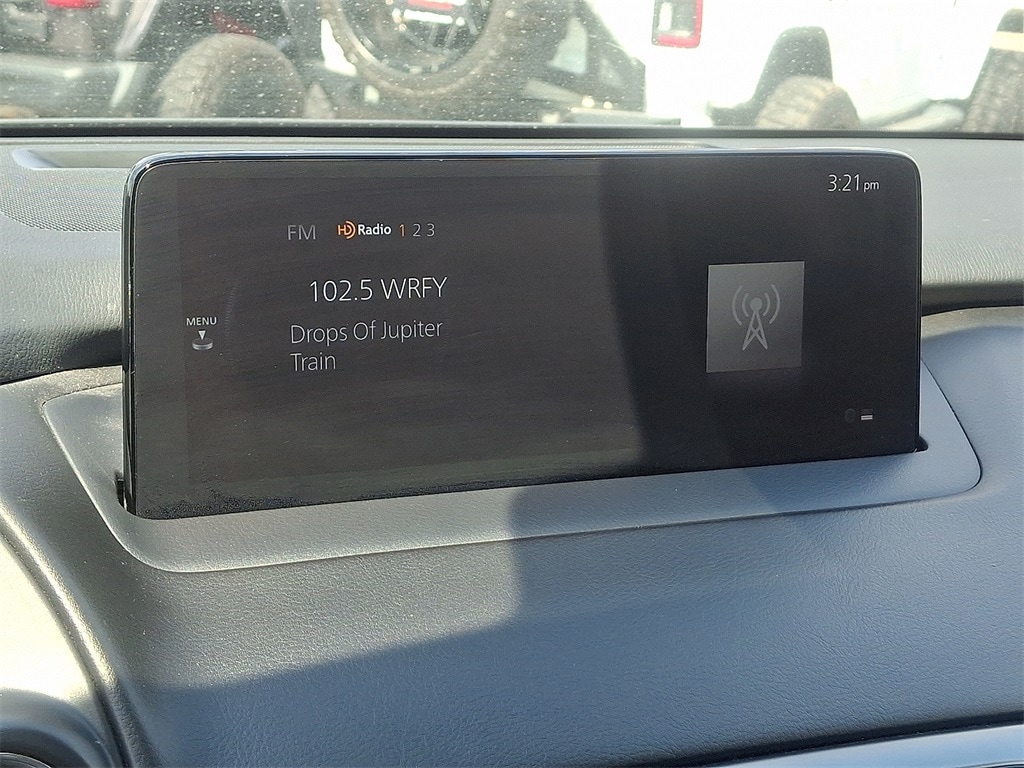 3:21 pm
FM HD Radio 1 2 3
102.5 WRFY
MENU
Drops Of Jupiter
Train